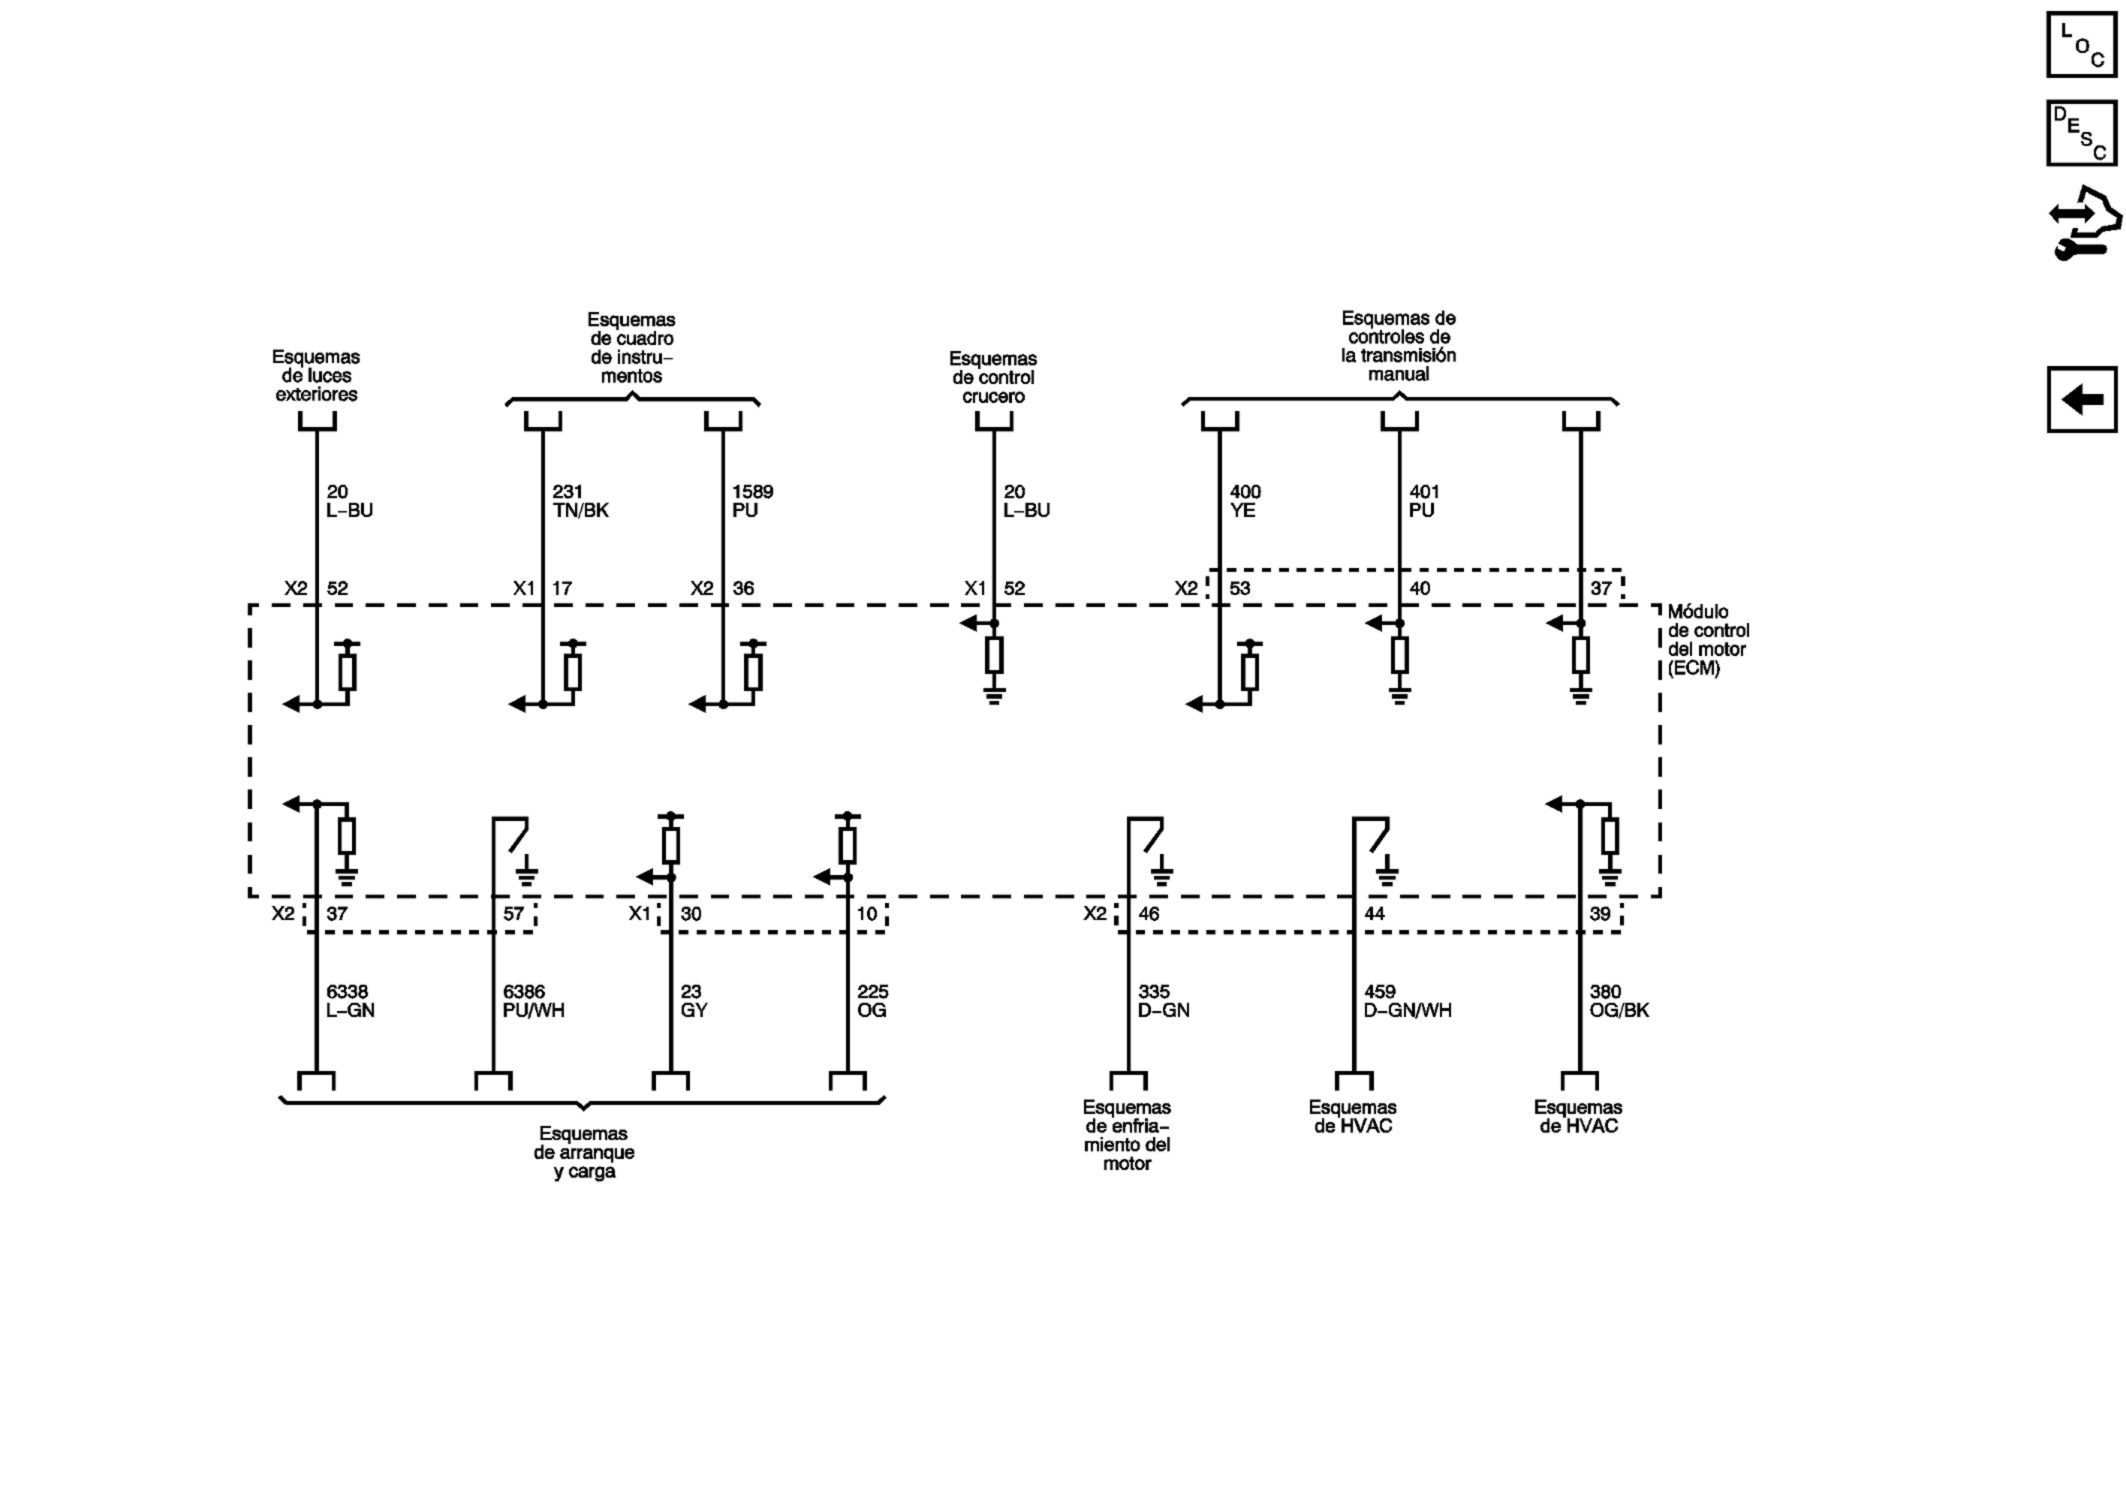 L
O
C
D
E
S
C
Esquemas
de luces
exteriores
Esquemas
de cuadro
de instru–
mentos
Esquemas
de control
crucero
Esquemas de
controles de
la transmisión
manual
20
L–BU
231
TN/BK
1589
PU
20
L–BU
400
YE
401
PU
X2 52
X1 17
X2 36
X1 52
X2 53
40
37
Módulo
de control
del motor
(ECM)
X2 37
57
X1 30
10
X2 46
44
39
6338
L–GN
6386
PU/WH
23
GY
225
OG
335
D–GN
459
D–GN/WH
380
OG/BK
Esquemas
de arranque
y carga
Esquemas
de enfria–
miento del
motor
Esquemas
de HVAC
Esquemas
de HVAC